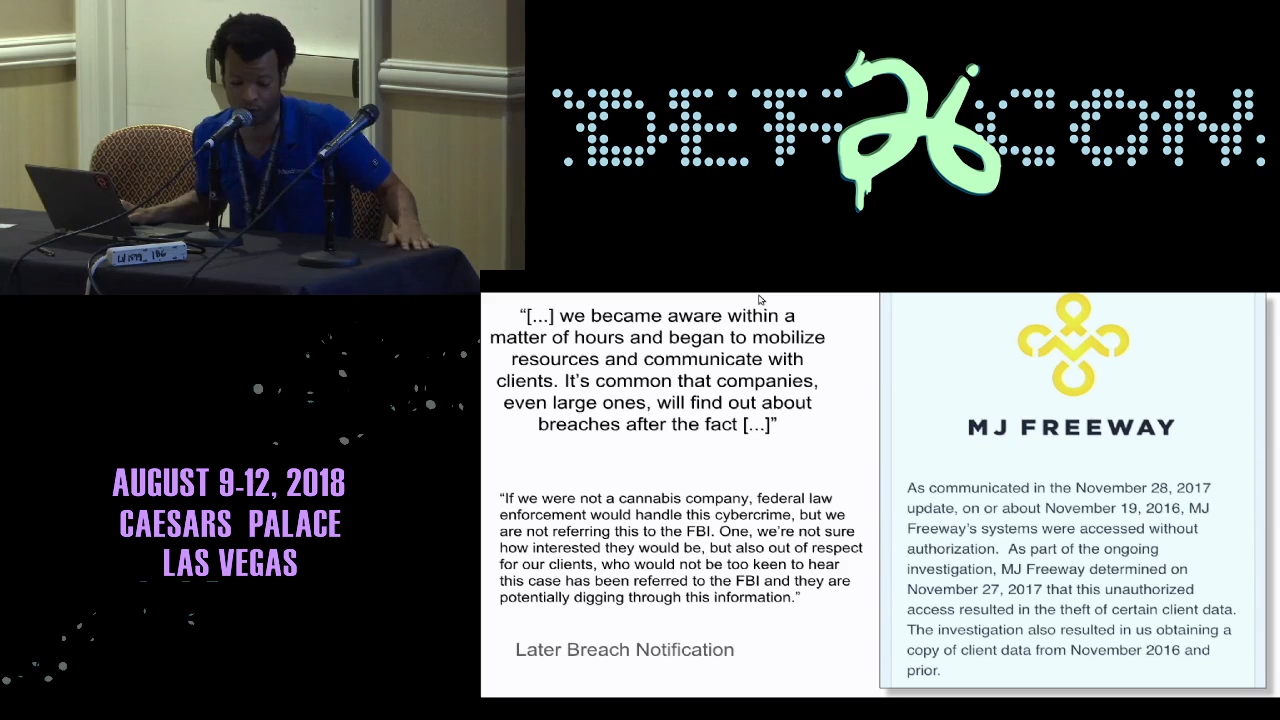 DEF 26 CON
AUGUST 9-12, 2018
CAESARS PALACE
LAS VEGAS
“[...] we became aware within a
matter of hours and began to mobilize
resources and communicate with
clients. It’s common that companies,
even large ones, will find out about
breaches after the fact [...]”
“If we were not a cannabis company, federal law
enforcement would handle this cybercrime, but we
are not referring this to the FBI. One, we’re not sure
how interested they would be, but also out of respect
for our clients, who would not be too keen to hear
this case has been referred to the FBI and they are
potentially digging through this information.”
Later Breach Notification
MJ FREEWAY
As communicated in the November 28, 2017
update, on or about November 19, 2016, MJ
Freeway’s systems were accessed without
authorization. As part of the ongoing
investigation, MJ Freeway determined on
November 27, 2017 that this unauthorized
access resulted in the theft of certain client data.
The investigation also resulted in us obtaining a
copy of client data from November 2016 and
prior.